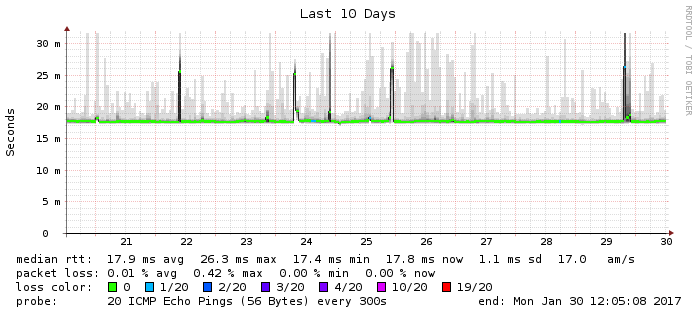 Last 10 Days
RRDTOOL / TOBI OETIKER
Seconds
30 m
25 m
20 m
15 m
10 m
5 m
0
21 22 23 24 25 26 27 28 29 30
median rtt: 17.9 ms avg 26.3 ms max 17.4 ms min 17.8 ms now 1.1 ms sd 17.0 am/s
packet loss: 0.01 % avg 0.42 % max 0.00 % min 0.00 % now
loss color: 0 1/20 2/20 3/20 4/20 10/20 19/20
probe: 20 ICMP Echo Pings (56 Bytes) every 300s end: Mon Jan 30 12:05:08 2017